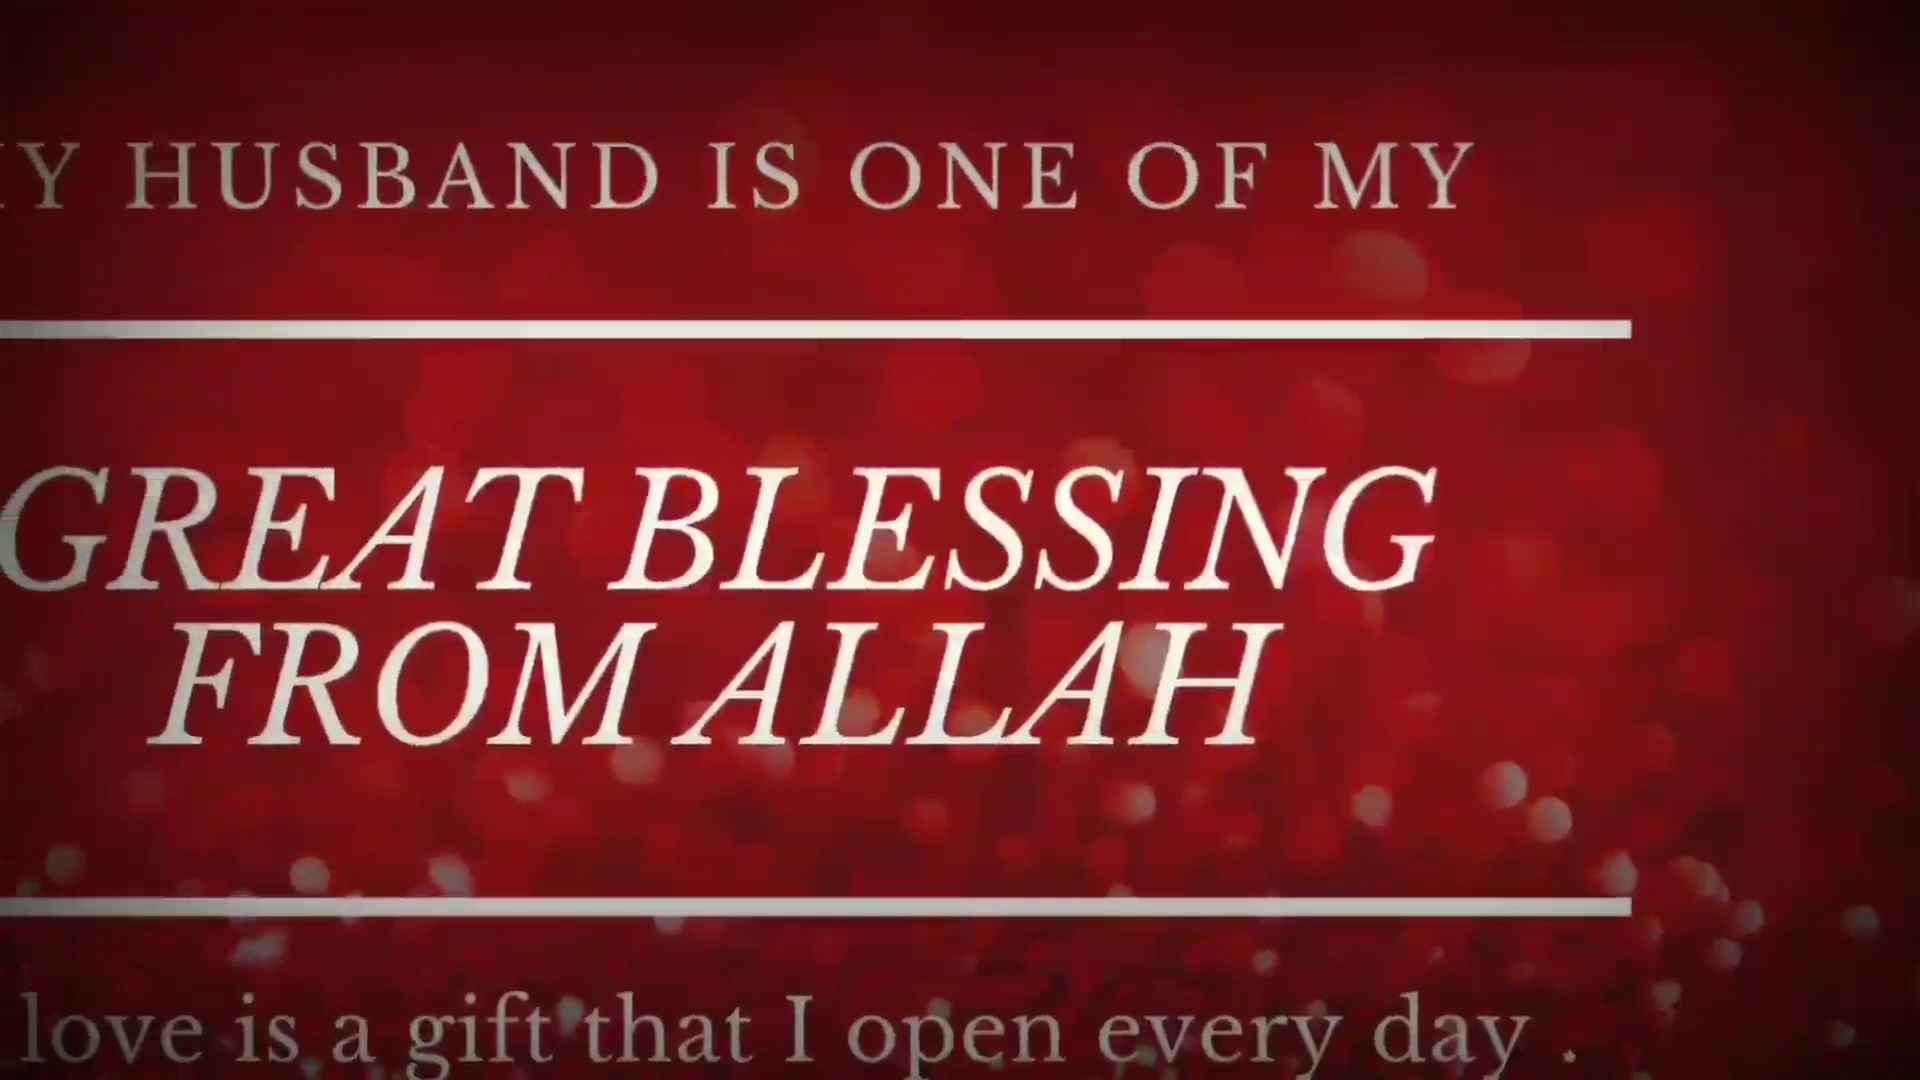 Y HUSBAND IS ONE OF MY
GREAT BLESSING
FROM ALLAH
love is a gift that I open every day .